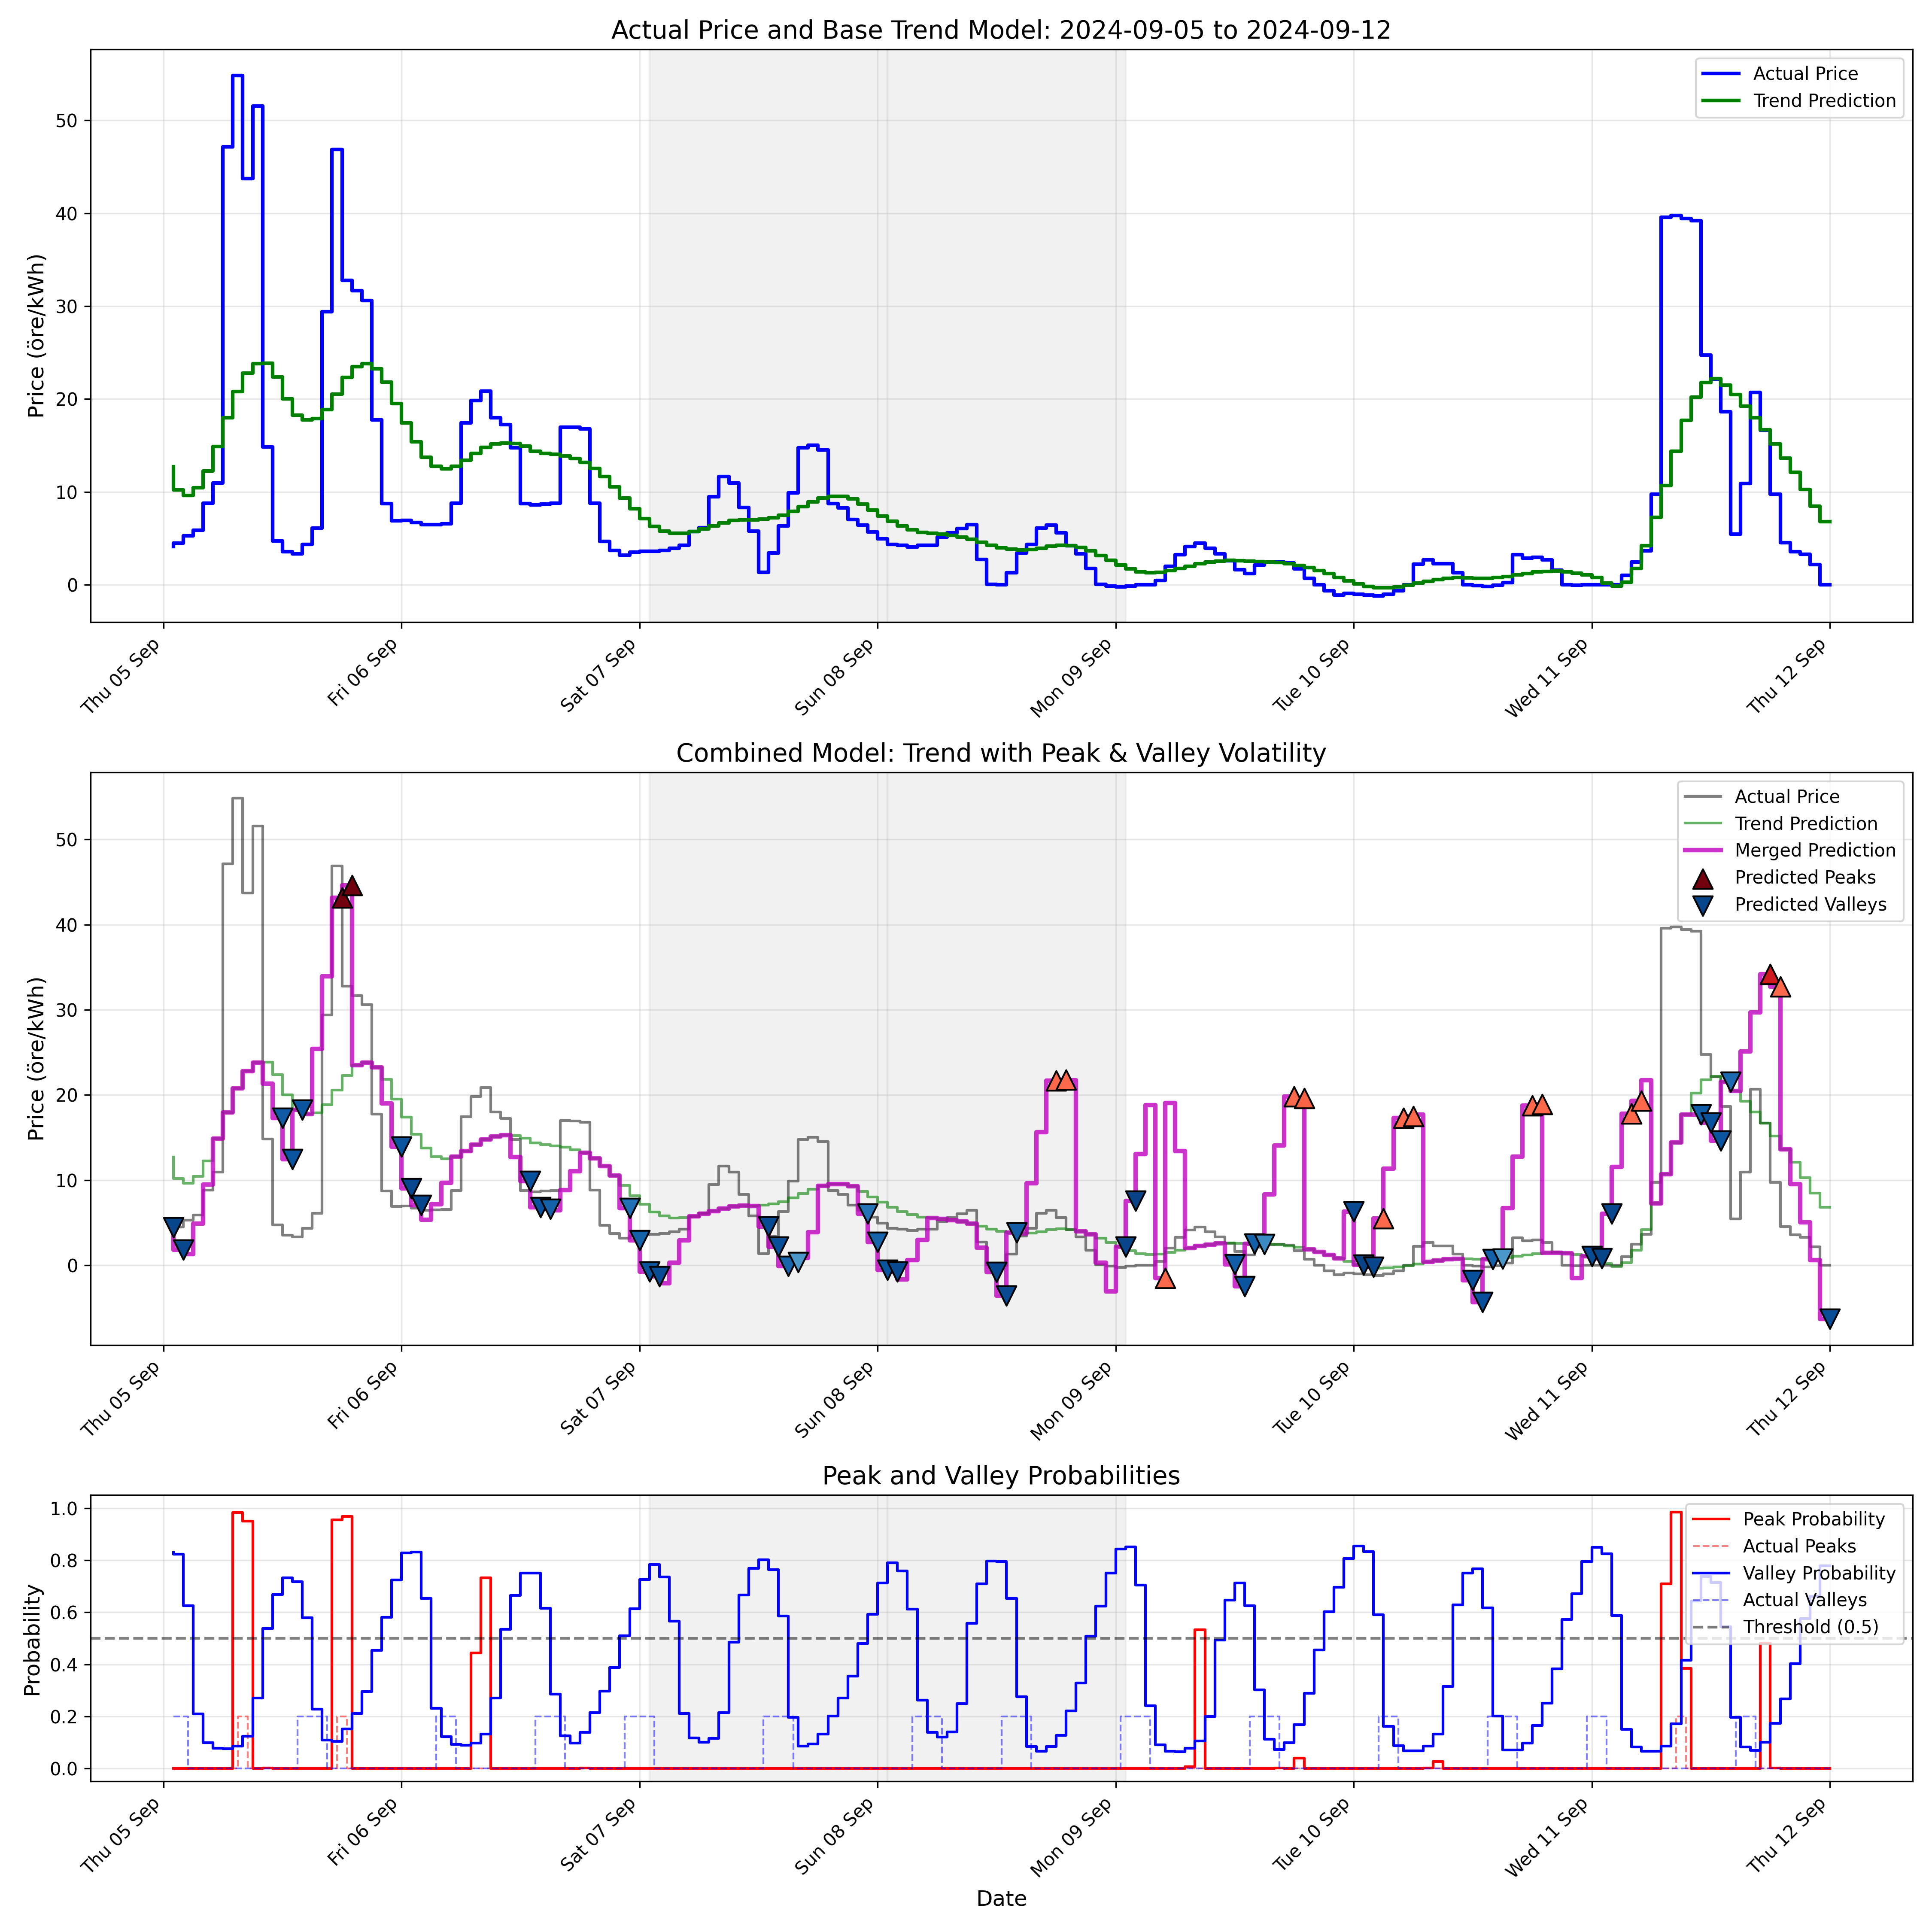 Actual Price and Base Trend Model: 2024-09-05 to 2024-09-12
Price (öre/kWh)
50
40
30
20
10
0
Actual Price
Trend Prediction
Thu 05 Sep
Fri 06 Sep
Sat 07 Sep
Sun 08 Sep
Mon 09 Sep
Tue 10 Sep
Wed 11 Sep
Thu 12 Sep
Combined Model: Trend with Peak & Valley Volatility
Price (öre/kWh)
50
40
30
20
10
0
Actual Price
Trend Prediction
Merged Prediction
Predicted Peaks
Predicted Valleys
Thu 05 Sep
Fri 06 Sep
Sat 07 Sep
Sun 08 Sep
Mon 09 Sep
Tue 10 Sep
Wed 11 Sep
Thu 12 Sep
Peak and Valley Probabilities
Probability
1.0
0.8
0.6
0.4
0.2
0.0
Peak Probability
Actual Peaks
Valley Probability
Actual Valleys
Threshold (0.5)
Thu 05 Sep
Fri 06 Sep
Sat 07 Sep
Sun 08 Sep
Mon 09 Sep
Tue 10 Sep
Wed 11 Sep
Thu 12 Sep
Date